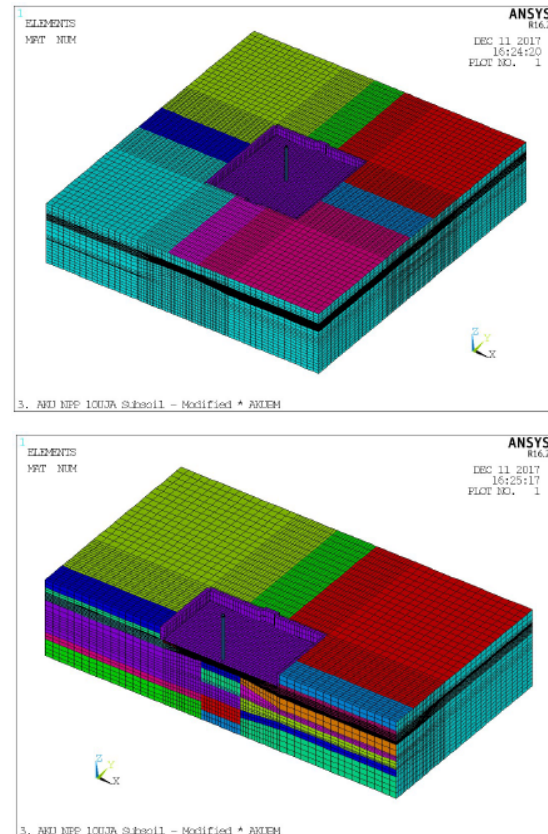 1
ELEMENTS
MAT NUM
ANSYS
R16.2
DEC 11 2017
16:24:20
PLOT NO. 1
Z
Y
X
3. AKU NPP 10UJA Subsoil - Modified * AKUBM
1
ELEMENTS
MAT NUM
ANSYS
R16.2
DEC 11 2017
16:25:17
PLOT NO. 1
Z
Y
X
3. AKU NPP 10UJA Subsoil - Modified * AKUBM